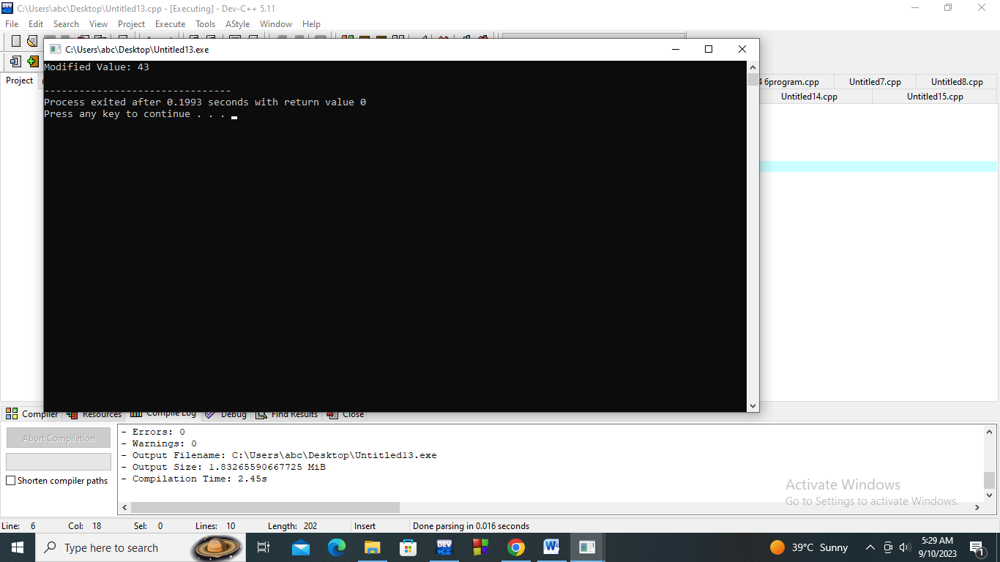 C:\Users\abc\Desktop\Untitled13.cpp - [Executing] - Dev-C++ 5.11
File Edit Search View Project Execute Tools AStyle Window Help
C:\Users\abc\Desktop\Untitled13.exe
Project
4 6program.cpp Untitled7.cpp Untitled8.cpp
Untitled14.cpp Untitled15.cpp
Modified Value: 43
--------------------------------
Process exited after 0.1993 seconds with return value 0
Press any key to continue . . .
Compiler Resources Compile Log Debug Find Results Close
Abort Compilation
Shorten compiler paths
- Errors: 0
- Warnings: 0
- Output Filename: C:\Users\abc\Desktop\Untitled13.exe
- Output Size: 1.83265590667725 MiB
- Compilation Time: 2.45s
Activate Windows
Go to Settings to activate Windows.
Line: 6 Col: 18 Sel: 0 Lines: 10 Length: 202 Insert Done parsing in 0.016 seconds
Type here to search
DEV
39°C Sunny
5:29 AM
9/10/2023
1